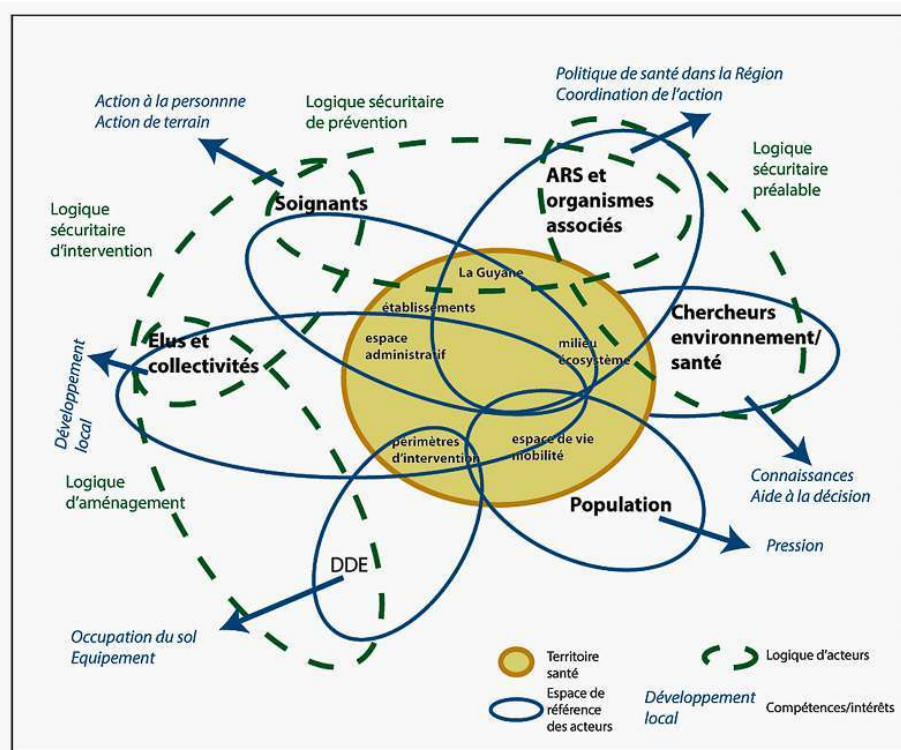 Politique de santé dans la Région
Coordination de l'action
Action à la personnne
Action de terrain
Logique sécuritaire
de prévention
Logique
sécuritaire
préalable
ARS et
organismes
associés
Soignants
Logique
sécuritaire
d'intervention
La Guyane
établissements
espace
administratif
milieu
écosystème
Chercheurs
environnement/
santé
Elus et
collectivités
Développement
local
périmètres
d'intervention
espace de vie
mobilité
Logique
d'aménagement
Connaissances
Aide à la décision
Population
Pression
DDE
Occupation du sol
Equipement
Territoire
santé
Logique d'acteurs
Espace de
référence
des acteurs
Développement
local
Compétences/intérêts